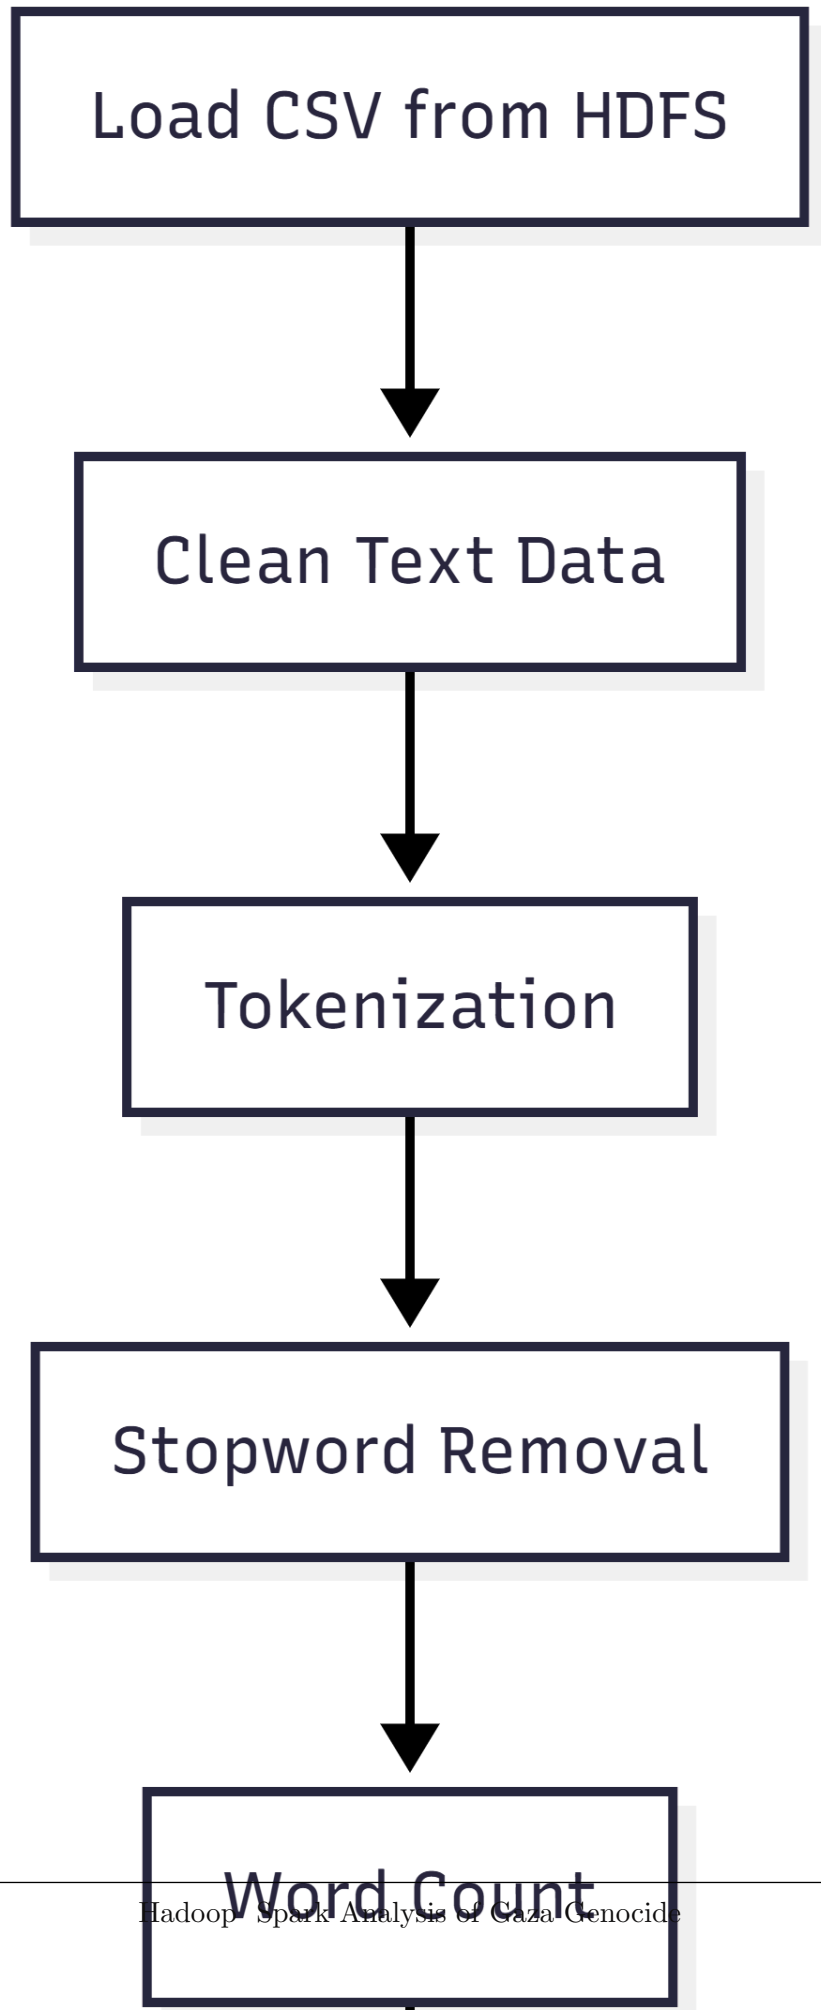 Load CSV from HDFS
Clean Text Data
Tokenization
Stopword Removal
Word Count
Hadoop Spark Analysis of Gaza Genocide